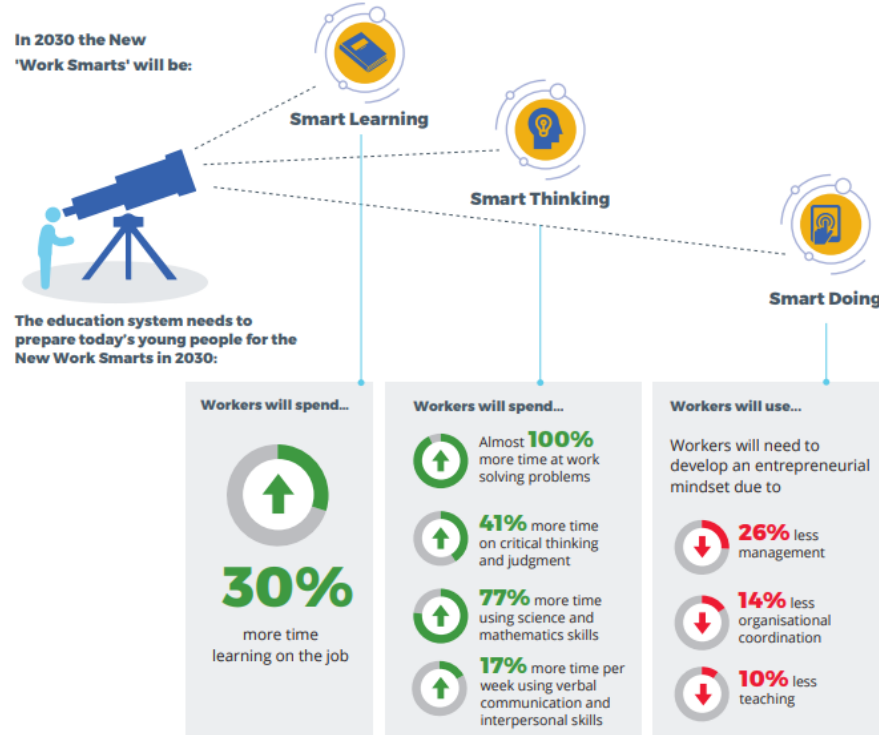 In 2030 the New
'Work Smarts' will be:
Smart Learning
Smart Thinking
Smart Doing
The education system needs to
prepare today's young people for the
New Work Smarts in 2030:
Workers will spend...
30%
more time
learning on the job
Workers will spend...
Almost 100%
more time at work
solving problems
41% more time
on critical thinking
and judgment
77% more time
using science and
mathematics skills
17% more time per
week using verbal
communication and
interpersonal skills
Workers will use...
Workers will need to
develop an entrepreneurial
mindset due to
26% less
management
14% less
organisational
coordination
10% less
teaching